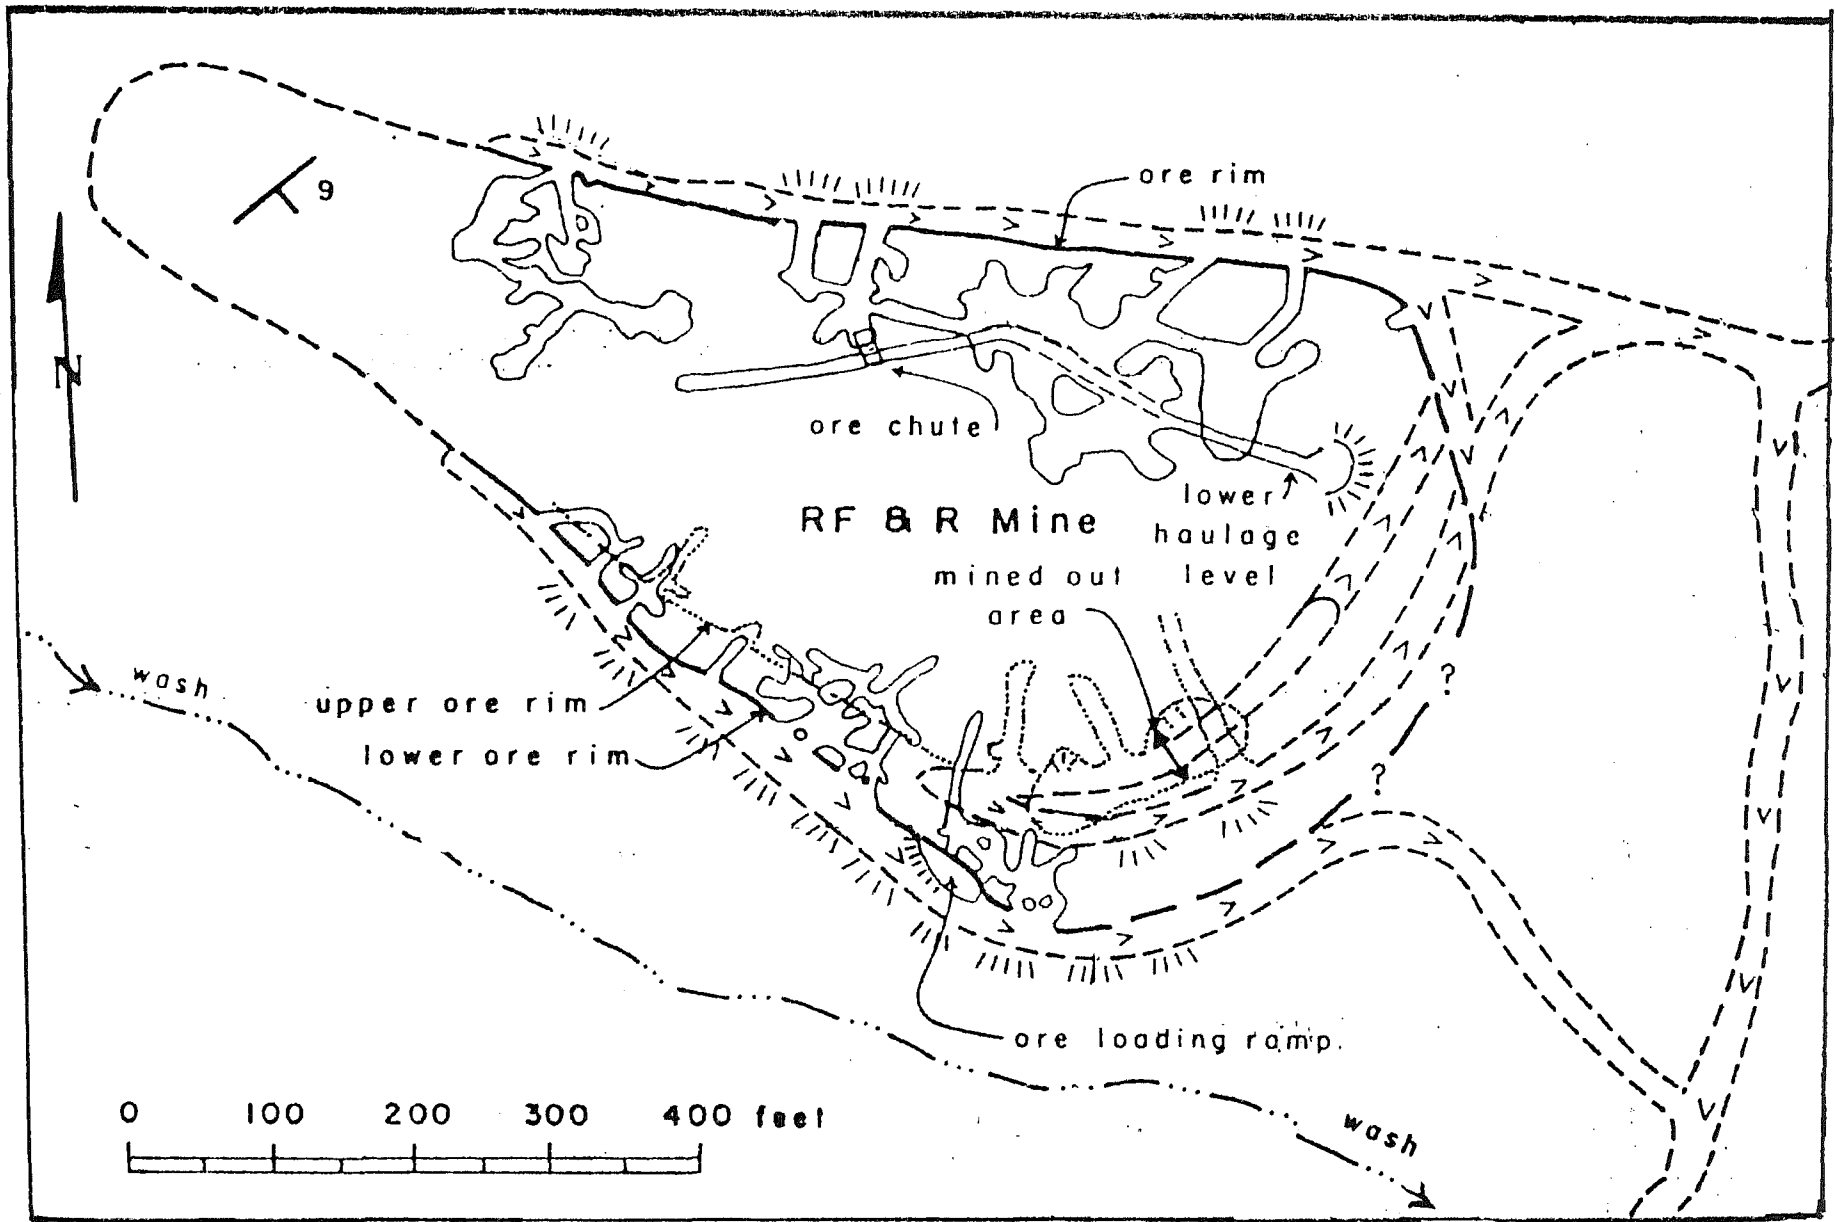 ore rim
9
N
ore chute
RF & R Mine
lower
haulage
level
mined out
area
wash
upper ore rim
lower ore rim
?
?
ore loading ramp.
0 100 200 300 400 feet
wash